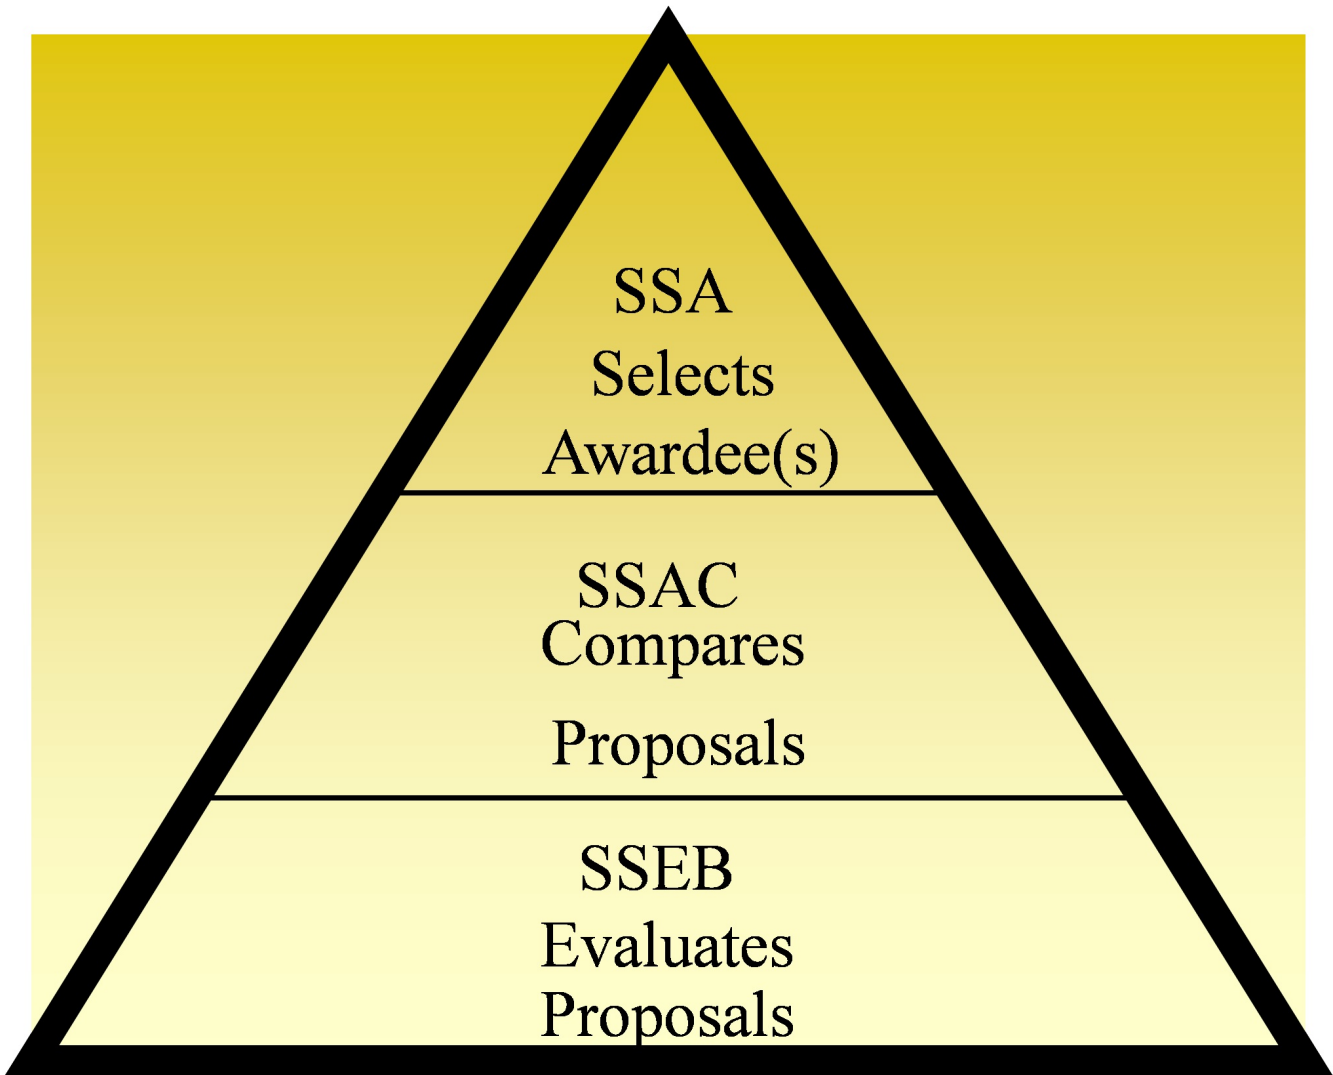 SSA
Selects
Awardee(s)
SSAC
Compares
Proposals
SSEB
Evaluates
Proposals